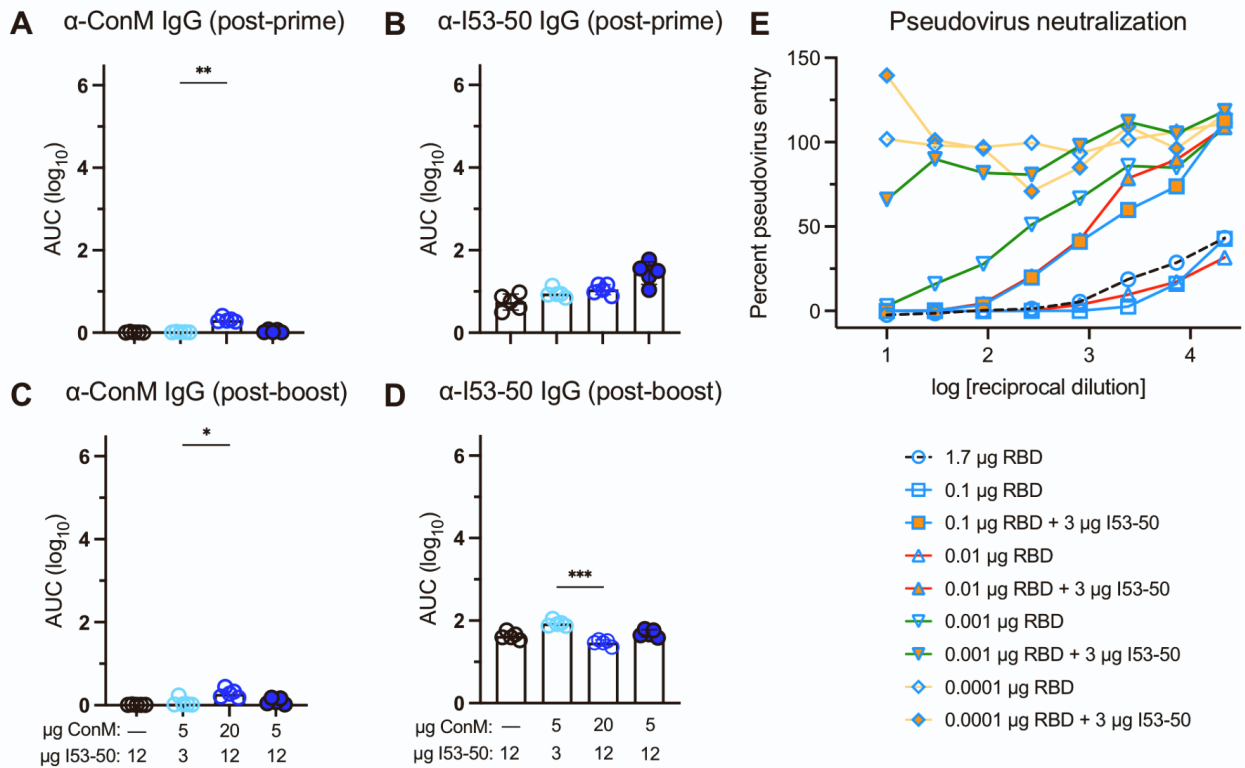 A α-ConM IgG (post-prime)
AUC (log10)
6
4
2
0
**
B α-I53-50 IgG (post-prime)
AUC (log10)
6
4
2
0
E Pseudovirus neutralization
Percent pseudovirus entry
150
100
50
0
1 2 3 4
log [reciprocal dilution]
C α-ConM IgG (post-boost)
AUC (log10)
6
4
2
0
*
µg ConM: — 5 20 5
µg I53-50: 12 3 12 12
D α-I53-50 IgG (post-boost)
AUC (log10)
6
4
2
0
***
— 5 20 5
12 3 12 12
1.7 µg RBD
0.1 µg RBD
0.1 µg RBD + 3 µg I53-50
0.01 µg RBD
0.01 µg RBD + 3 µg I53-50
0.001 µg RBD
0.001 µg RBD + 3 µg I53-50
0.0001 µg RBD
0.0001 µg RBD + 3 µg I53-50